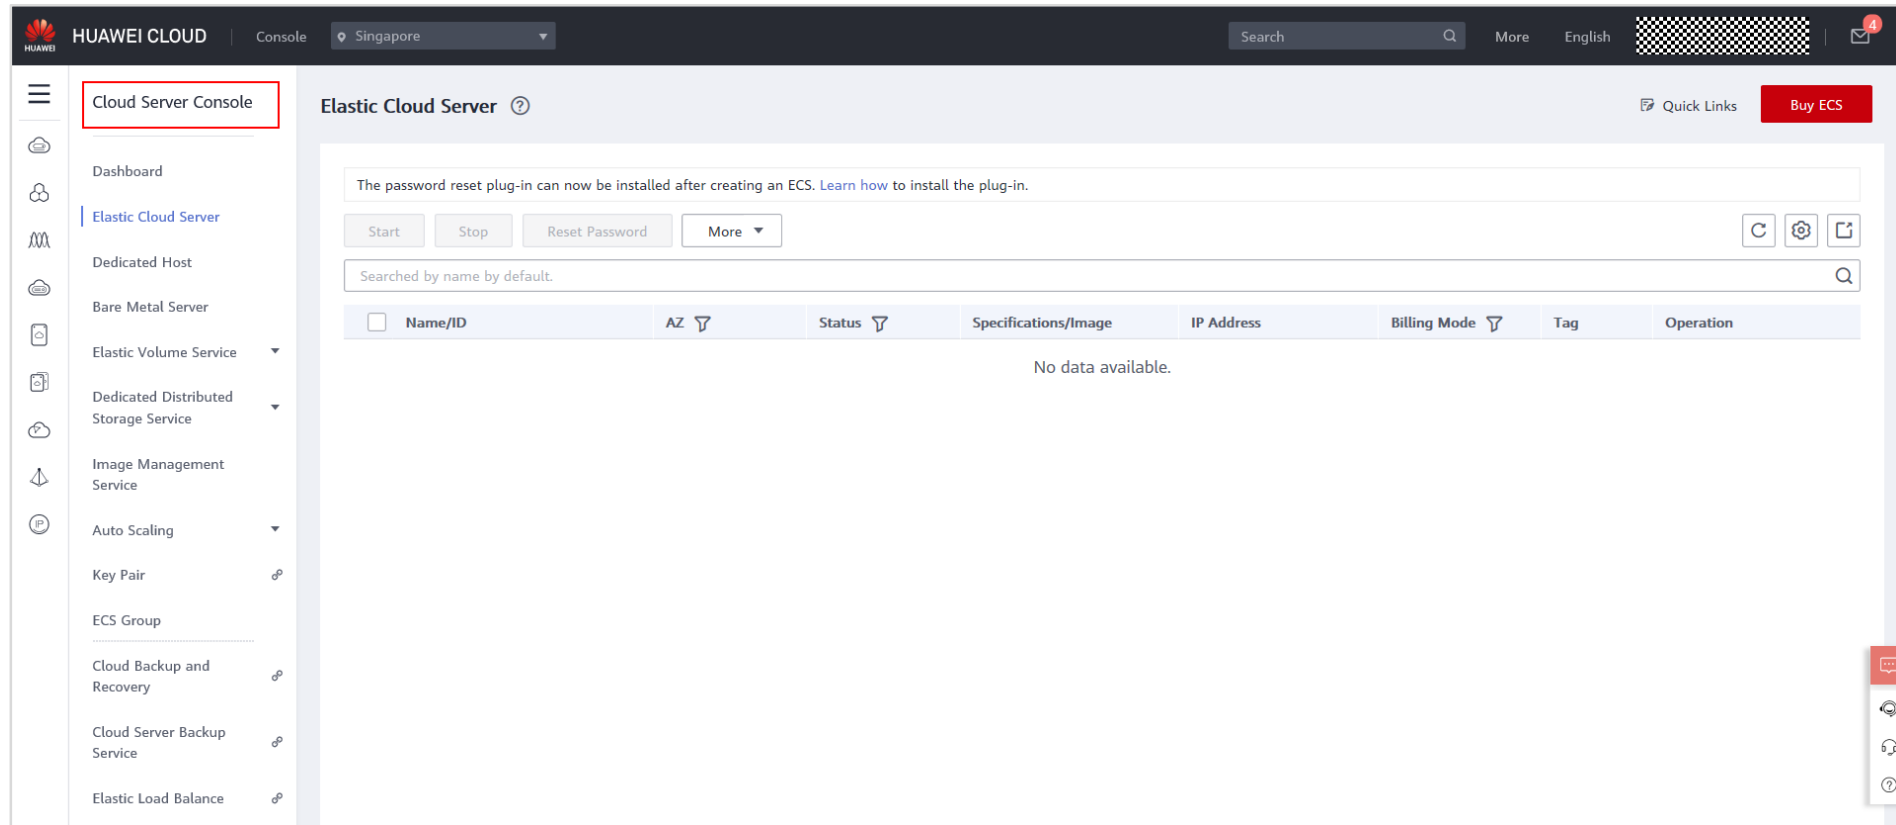 HUAWEI
HUAWEI CLOUD
Console
Singapore
Search
More
English
4
Cloud Server Console
Dashboard
Elastic Cloud Server
Dedicated Host
Bare Metal Server
Elastic Volume Service
Dedicated Distributed
Storage Service
Image Management
Service
Auto Scaling
Key Pair
ECS Group
Cloud Backup and
Recovery
Cloud Server Backup
Service
Elastic Load Balance
IP
Elastic Cloud Server
Quick Links
Buy ECS
The password reset plug-in can now be installed after creating an ECS. Learn how to install the plug-in.
Start
Stop
Reset Password
More
Searched by name by default.
Name/ID
AZ
Status
Specifications/Image
IP Address
Billing Mode
Tag
Operation
No data available.